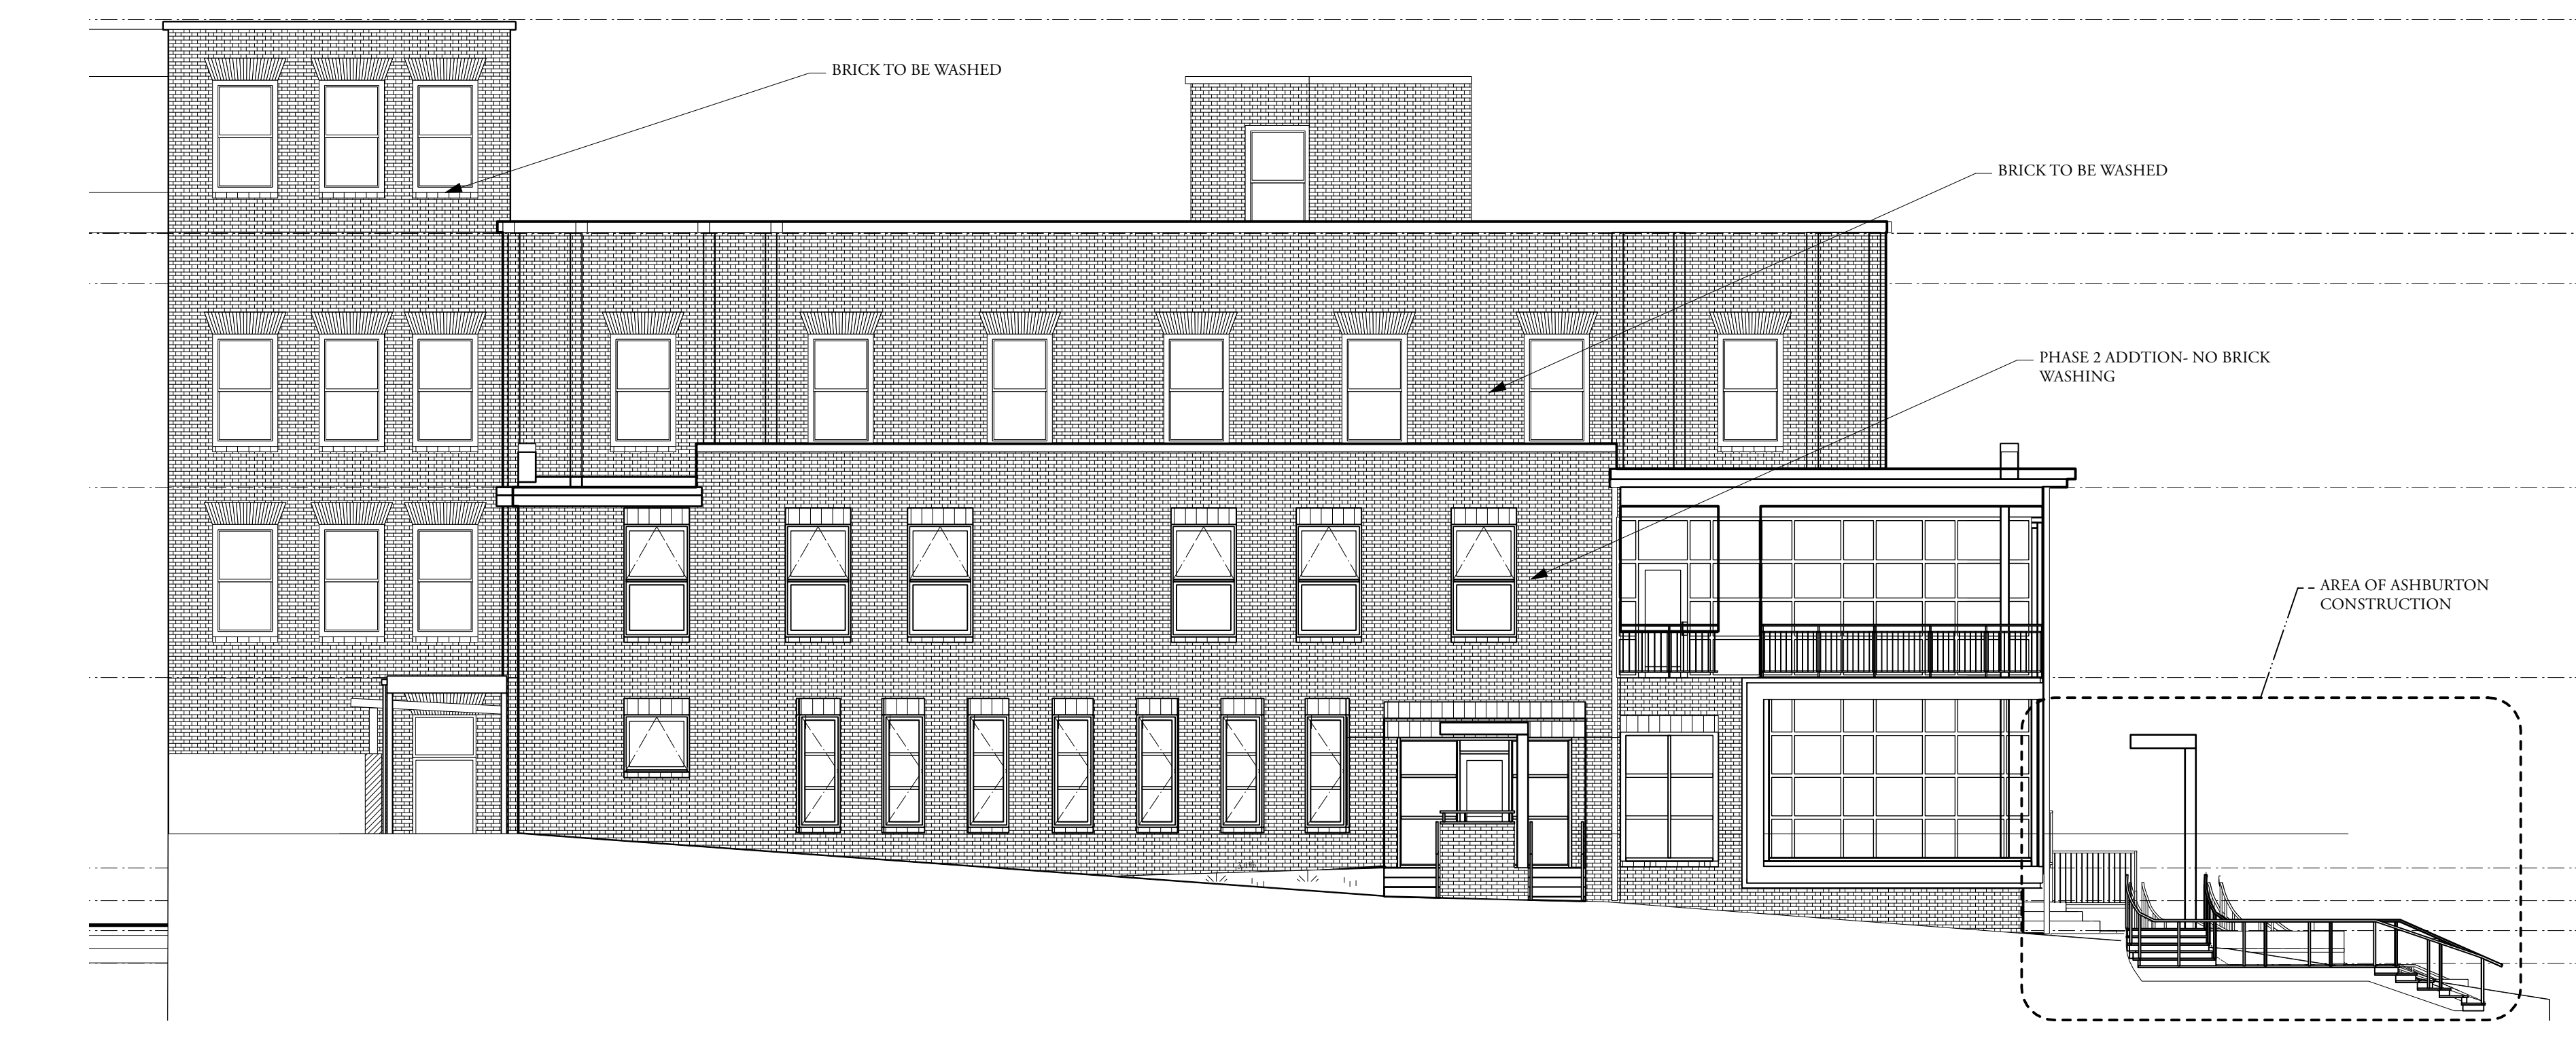 BRICK TO BE WASHED
BRICK TO BE WASHED
PHASE 2 ADDTION- NO BRICK
WASHING
AREA OF ASHBURTON
CONSTRUCTION